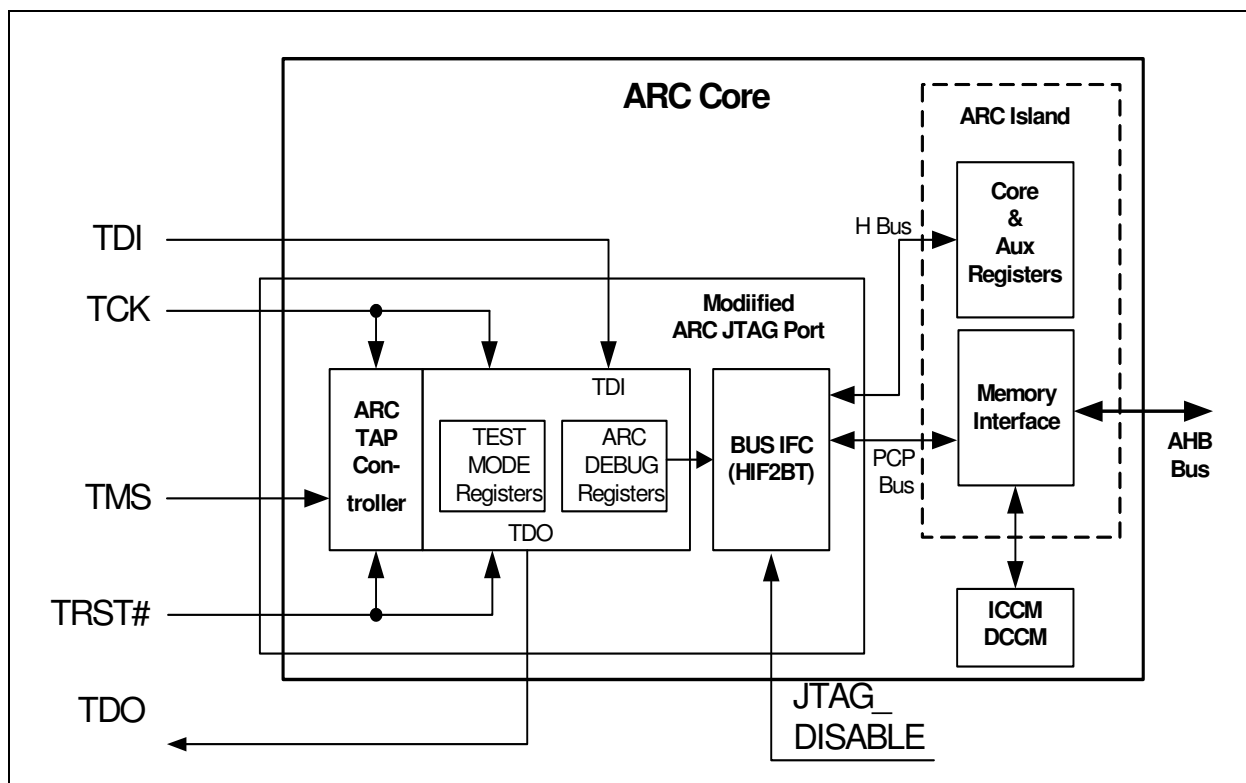 ARC Core
ARC Island
Core
&
Aux
Registers
H Bus
TDI
TCK
Modiified
ARC JTAG Port
TDI
ARC
TAP
Con-
troller
TEST
MODE
Registers
ARC
DEBUG
Registers
BUS IFC
(HIF2BT)
Memory
Interface
AHB
Bus
PCP
Bus
TMS
TDO
TRST#
ICCM
DCCM
TDO
JTAG_
DISABLE